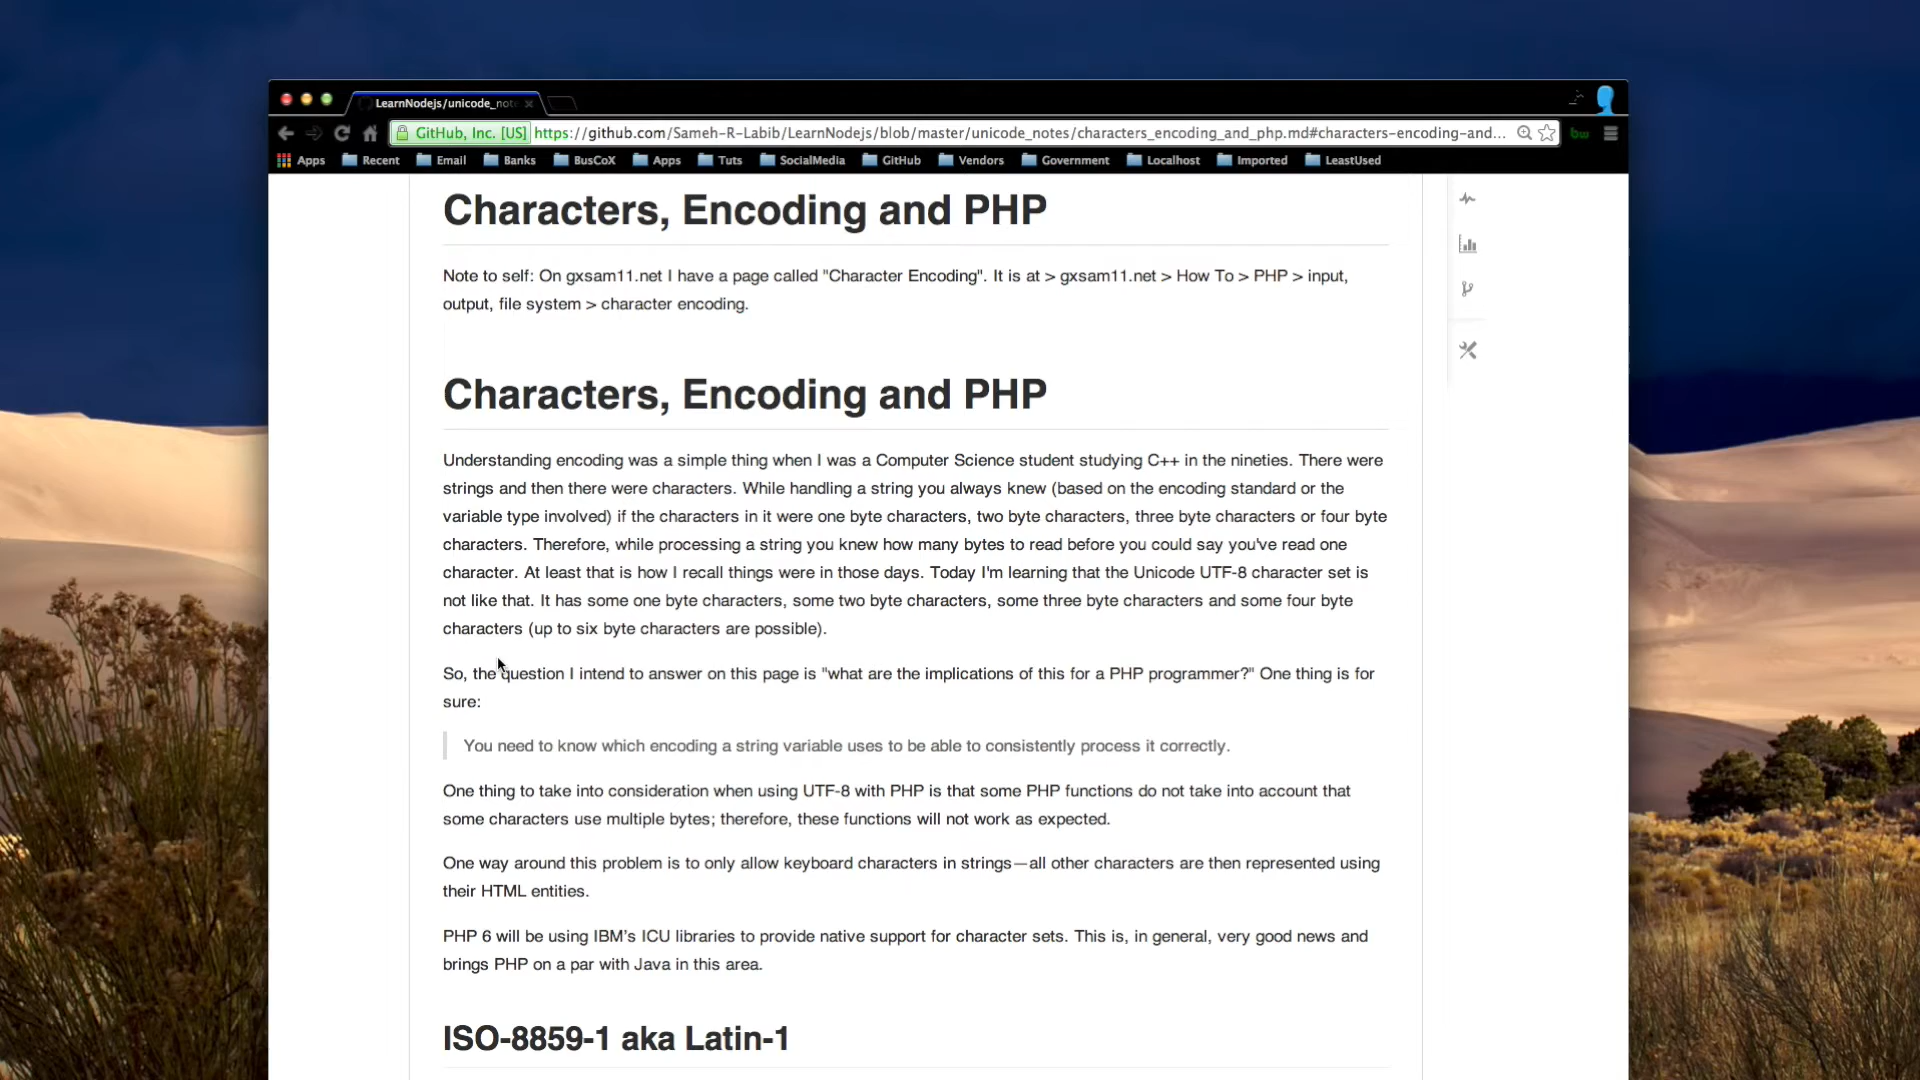 LearnNodejs/unicode_not
GitHub, Inc. [US] https://github.com/Sameh-R-Labib/LearnNodejs/blob/master/unicode_notes/characters_encoding_and_php.md#characters-encoding-and...
bw
Apps Recent Email Banks BusCoX Apps Tuts SocialMedia GitHub Vendors Government Localhost Imported LeastUsed
Characters, Encoding and PHP
Note to self: On gxsam11.net I have a page called "Character Encoding". It is at > gxsam11.net > How To > PHP > input,
output, file system > character encoding.
Characters, Encoding and PHP
Understanding encoding was a simple thing when I was a Computer Science student studying C++ in the nineties. There were
strings and then there were characters. While handling a string you always knew (based on the encoding standard or the
variable type involved) if the characters in it were one byte characters, two byte characters, three byte characters or four byte
characters. Therefore, while processing a string you knew how many bytes to read before you could say you've read one
character. At least that is how I recall things were in those days. Today I'm learning that the Unicode UTF-8 character set is
not like that. It has some one byte characters, some two byte characters, some three byte characters and some four byte
characters (up to six byte characters are possible).
So, the question I intend to answer on this page is "what are the implications of this for a PHP programmer?" One thing is for
sure:
You need to know which encoding a string variable uses to be able to consistently process it correctly.
One thing to take into consideration when using UTF-8 with PHP is that some PHP functions do not take into account that
some characters use multiple bytes; therefore, these functions will not work as expected.
One way around this problem is to only allow keyboard characters in strings—all other characters are then represented using
their HTML entities.
PHP 6 will be using IBM's ICU libraries to provide native support for character sets. This is, in general, very good news and
brings PHP on a par with Java in this area.
ISO-8859-1 aka Latin-1